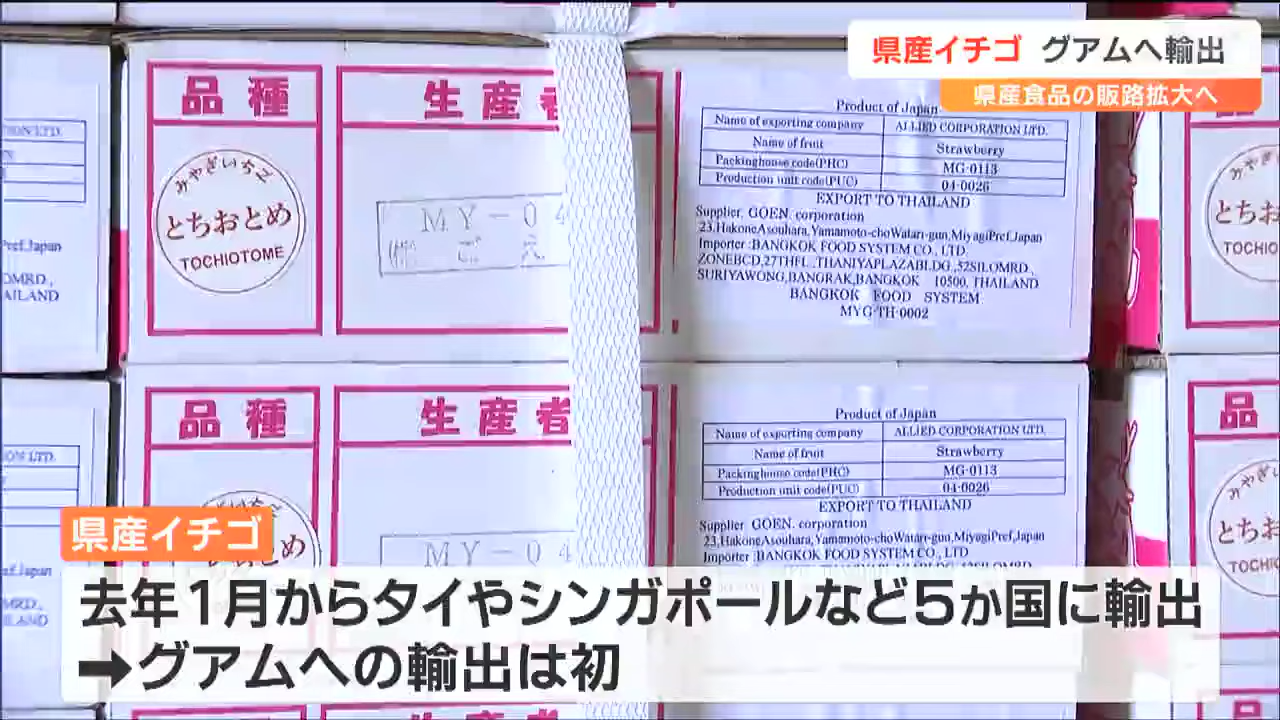 県産イチゴ グアムへ輸出
県産食品の販路拡大へ
品種
生産者
みやぎいちご
とちおとめ
TOCHIOTOME
MY-04
Product of Japan
Name of exporting company ALLIED CORPORATION LTD.
Name of fruit Strawberry
Packinghouse code(PHC) MG-0113
Production unit code(PUC) 04-0026
EXPORT TO THAILAND
Supplier, GOEN. corporation
23,HakoneAsouhara,Yamamoto-choWatari-gun,MiyagiPref,Japan
Importer :BANGKOK FOOD SYSTEM CO., LTD.
ZONEBCD,27THFL.,THANIYAPLAZABLDG.,52SILOMRD.,
SURIYAWONG,BANGRAK,BANGKOK 10500, THAILAND
BANGKOK FOOD SYSTEM
MYG-TH-0002
品種
生産者
MY-04
Product of Japan
Name of exporting company ALLIED CORPORATION LTD.
Name of fruit Strawberry
Packinghouse code(PHC) MG-0113
Production unit code(PUC) 04-0026
EXPORT TO THAILAND
Supplier GOEN. corporation
23,HakoneAsouhara,Yamamoto-choWatari-gun,MiyagiPref,Japan
Importer :BANGKOK FOOD SYSTEM CO., LTD
県産イチゴ
去年1月からタイやシンガポールなど5か国に輸出
➡グアムへの輸出は初